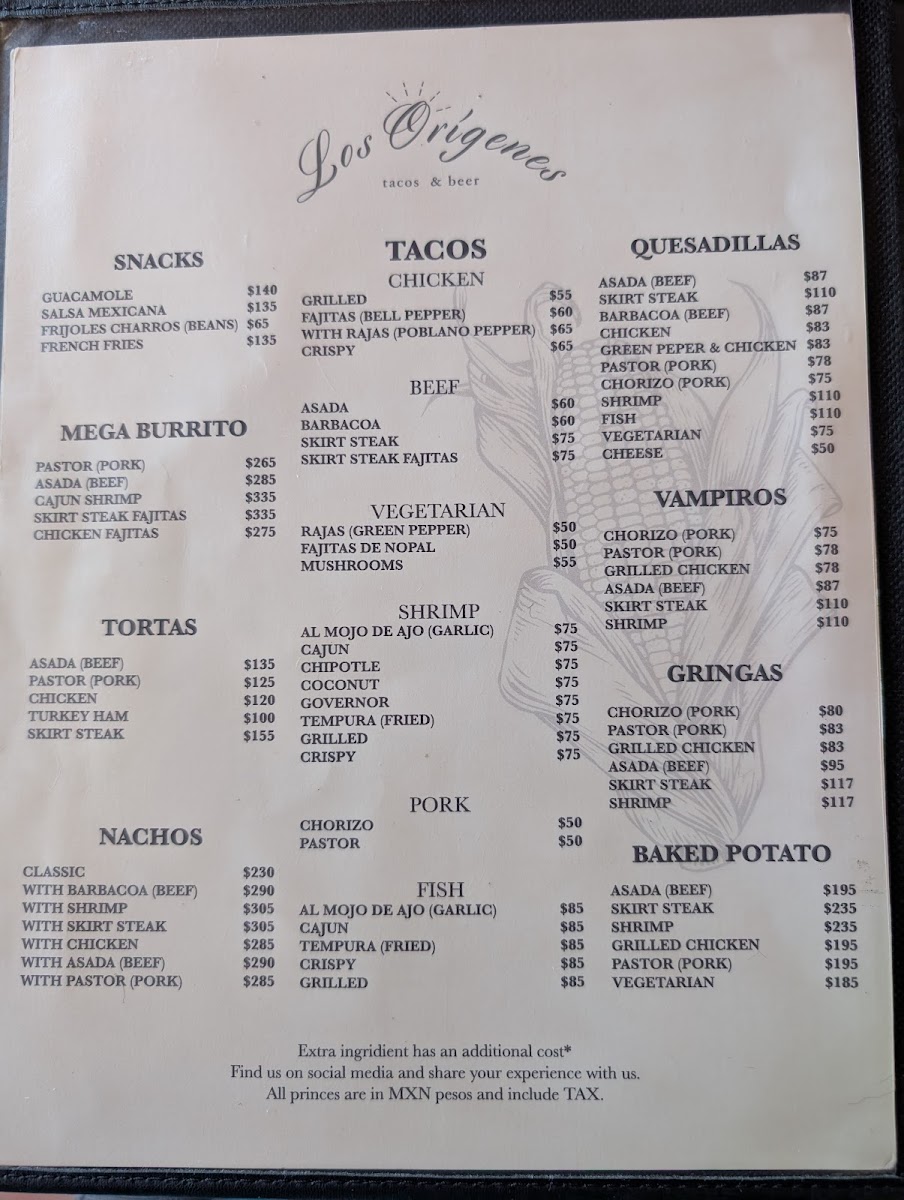 Los Orígenes
tacos & beer
SNACKS
GUACAMOLE $140
SALSA MEXICANA $135
FRIJOLES CHARROS (BEANS) $65
FRENCH FRIES $135
MEGA BURRITO
PASTOR (PORK) $265
ASADA (BEEF) $285
CAJUN SHRIMP $335
SKIRT STEAK FAJITAS $335
CHICKEN FAJITAS $275
TORTAS
ASADA (BEEF) $135
PASTOR (PORK) $125
CHICKEN $120
TURKEY HAM $100
SKIRT STEAK $155
NACHOS
CLASSIC $230
WITH BARBACOA (BEEF) $290
WITH SHRIMP $305
WITH SKIRT STEAK $305
WITH CHICKEN $285
WITH ASADA (BEEF) $290
WITH PASTOR (PORK) $285
TACOS
CHICKEN
GRILLED $55
FAJITAS (BELL PEPPER) $60
WITH RAJAS (POBLANO PEPPER) $65
CRISPY $65
BEEF
ASADA $60
BARBACOA $60
SKIRT STEAK $75
SKIRT STEAK FAJITAS $75
VEGETARIAN
RAJAS (GREEN PEPPER) $50
FAJITAS DE NOPAL $50
MUSHROOMS $55
SHRIMP
AL MOJO DE AJO (GARLIC) $75
CAJUN $75
CHIPOTLE $75
COCONUT $75
GOVERNOR $75
TEMPURA (FRIED) $75
GRILLED $75
CRISPY $75
PORK
CHORIZO $50
PASTOR $50
FISH
AL MOJO DE AJO (GARLIC) $85
CAJUN $85
TEMPURA (FRIED) $85
CRISPY $85
GRILLED $85
QUESADILLAS
ASADA (BEEF) $87
SKIRT STEAK $110
BARBACOA (BEEF) $87
CHICKEN $83
GREEN PEPER & CHICKEN $83
PASTOR (PORK) $78
CHORIZO (PORK) $75
SHRIMP $110
FISH $110
VEGETARIAN $75
CHEESE $50
VAMPIROS
CHORIZO (PORK) $75
PASTOR (PORK) $78
GRILLED CHICKEN $78
ASADA (BEEF) $87
SKIRT STEAK $110
SHRIMP $110
GRINGAS
CHORIZO (PORK) $80
PASTOR (PORK) $83
GRILLED CHICKEN $83
ASADA (BEEF) $95
SKIRT STEAK $117
SHRIMP $117
BAKED POTATO
ASADA (BEEF) $195
SKIRT STEAK $235
SHRIMP $235
GRILLED CHICKEN $195
PASTOR (PORK) $195
VEGETARIAN $185
Extra ingridient has an additional cost*
Find us on social media and share your experience with us.
All princes are in MXN pesos and include TAX.